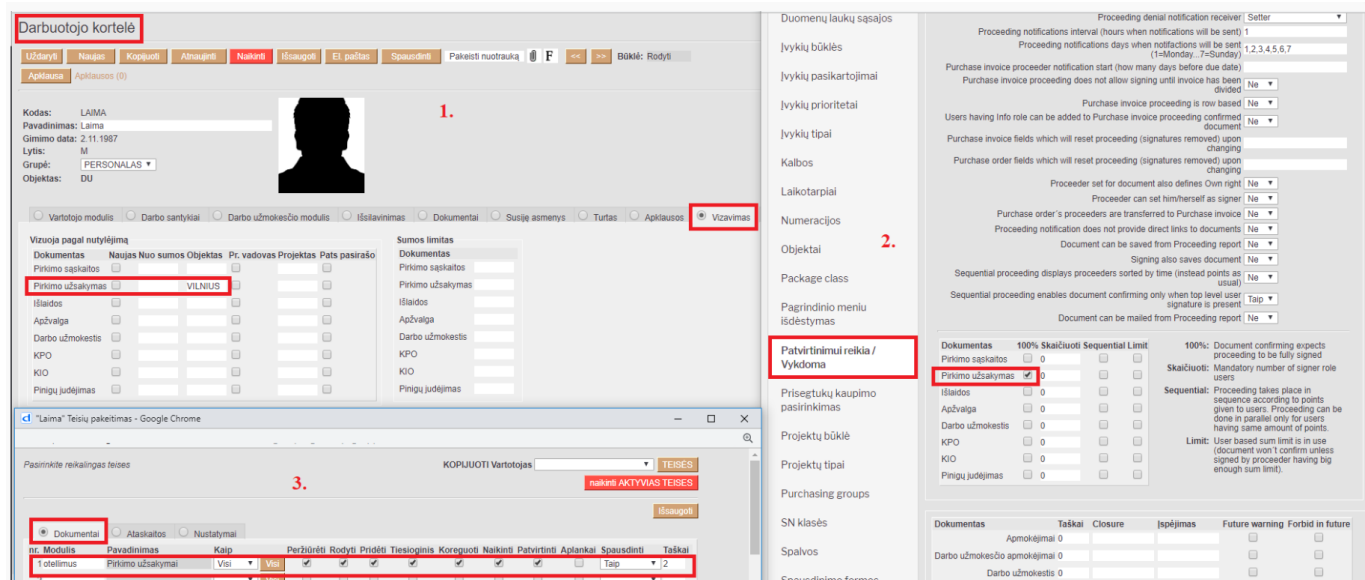 Darbuotojo kortelė
Uždaryti Naujas Kopijuoti Atnaujinti Naikinti Išsaugoti El. paštas Spausdinti Pakeisti nuotrauką F << >> Būklė: Rodyti
Apklausa Apklausos (0)
1.
Kodas: LAIMA
Pavadinimas: Laima
Gimimo data: 2.11.1987
Lytis: M
Grupė: PERSONALAS
Objektas: DU
Vartotojo modulis Darbo santykiai Darbo užmokesčio modulis Išsilavinimas Dokumentai Susiję asmenys Turtas Apklausos Vizavimas
Vizuoja pagal nutylėjimą
Dokumentas Naujas Nuo sumos Objektas Pr. vadovas Projektas Pats pasirašo
Pirkimo sąskaitos
Pirkimo užsakymas VILNIUS
Išlaidos
Apžvalga
Darbo užmokestis
KPO
KIO
Pinigų judėjimas
Sumos limitas
Dokumentas
Pirkimo sąskaitos
Pirkimo užsakymas
Išlaidos
Apžvalga
Darbo užmokestis
KPO
KIO
Pinigų judėjimas
"Laima" Teisių pakeitimas - Google Chrome
Pasirinkite reikalingas teises
KOPIJUOTI Vartotojas TEISĖS
naikinti AKTYVIAS TEISES
3.
Išsaugoti
Dokumentai Ataskaitos Nustatymai
nr. Modulis Pavadinimas Kaip Peržiūrėti Rodyti Pridėti Tiesioginis Koreguoti Naikinti Patvirtinti Aplankai Spausdinti Taškai
1 otellimus Pirkimo užsakymai Visi Visi Taip 2
Duomenų laukų sąsajos
Įvykių būklės
Įvykių pasikartojimai
Įvykių prioritetai
Įvykių tipai
Kalbos
Laikotarpiai
Numeracijos
Objektai
2.
Package class
Pagrindinio meniu
išdėstymas
Patvirtinimui reikia /
Vykdoma
Prisegtukų kaupimo
pasirinkimas
Projektų būklė
Projektų tipai
Purchasing groups
SN klasės
Spalvos
Spausdinimo formos
Proceeding denial notification receiver Setter
Proceeding notifications interval (hours when notifications will be sent) 1
Proceeding notifications days when notifactions will be sent
(1=Monday...7=Sunday) 1,2,3,4,5,6,7
Purchase invoice proceeder notification start (how many days before due date)
Purchase invoice proceeding does not allow signing until invoice has been
divided Ne
Purchase invoice proceeding is row based Ne
Users having Info role can be added to Purchase invoice proceeding confirmed
document Ne
Purchase invoice fields which will reset proceeding (signatures removed) upon
changing
Purchase order fields which will reset proceeding (signatures removed) upon
changing
Proceeder set for document also defines Own right Ne
Proceeder can set him/herself as signer Ne
Purchase order´s proceeders are transferred to Purchase invoice Ne
Proceeding notification does not provide direct links to documents Ne
Document can be saved from Proceeding report Ne
Signing also saves document Ne
Sequential proceeding displays proceeders sorted by time (instead points as
usual) Ne
Sequential proceeding enables document confirming only when top level user
signature is present Taip
Document can be mailed from Proceeding report Ne
Dokumentas 100% Skaičiuoti Sequential Limit
Pirkimo sąskaitos 0
Pirkimo užsakymas 0
Išlaidos 0
Apžvalga 0
Darbo užmokestis 0
KPO 0
KIO 0
Pinigų judėjimas 0
100%: Document confirming expects
proceeding to be fully signed
Skaičiuoti: Mandatory number of signer role
users
Sequential: Proceeding takes place in
sequence according to points
given to users. Proceeding can be
done in parallel only for users
having same amount of points.
Limit: User based sum limit is in use
(document won´t confirm unless
signed by proceeder having big
enough sum limit).
Dokumentas Taškai Closure Įspėjimas Future warning Forbid in future
Apmokėjimai 0
Darbo užmokesčio apmokėjimai 0
Darbo užmokestis 0